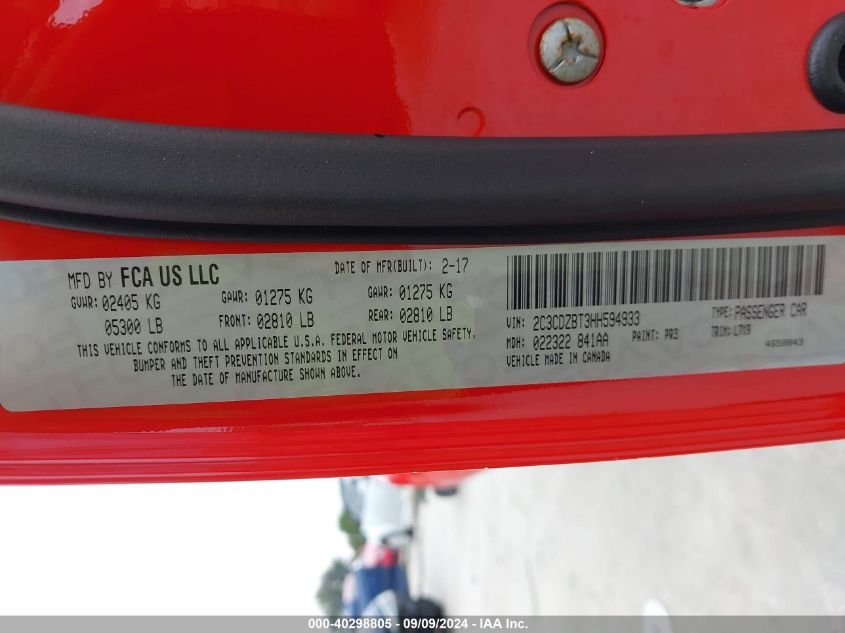 MFD BY FCA US LLC DATE OF MFR(BUILT): 2-17
GVWR: 02405 KG GAWR: 01275 KG GAWR: 01275 KG
05300 LB FRONT: 02810 LB REAR: 02810 LB
THIS VEHICLE CONFORMS TO ALL APPLICABLE U.S.A. FEDERAL MOTOR VEHICLE SAFETY,
BUMPER AND THEFT PREVENTION STANDARDS IN EFFECT ON
THE DATE OF MANUFACTURE SHOWN ABOVE.
VIN: 2C3CDZBT3HH594933 TYPE: PASSENGER CAR
MDH: 022322 841AA PAINT: PR3 TRIM: L7X9
VEHICLE MADE IN CANADA 4658843
000-40298805 - 09/09/2024 - IAA Inc.